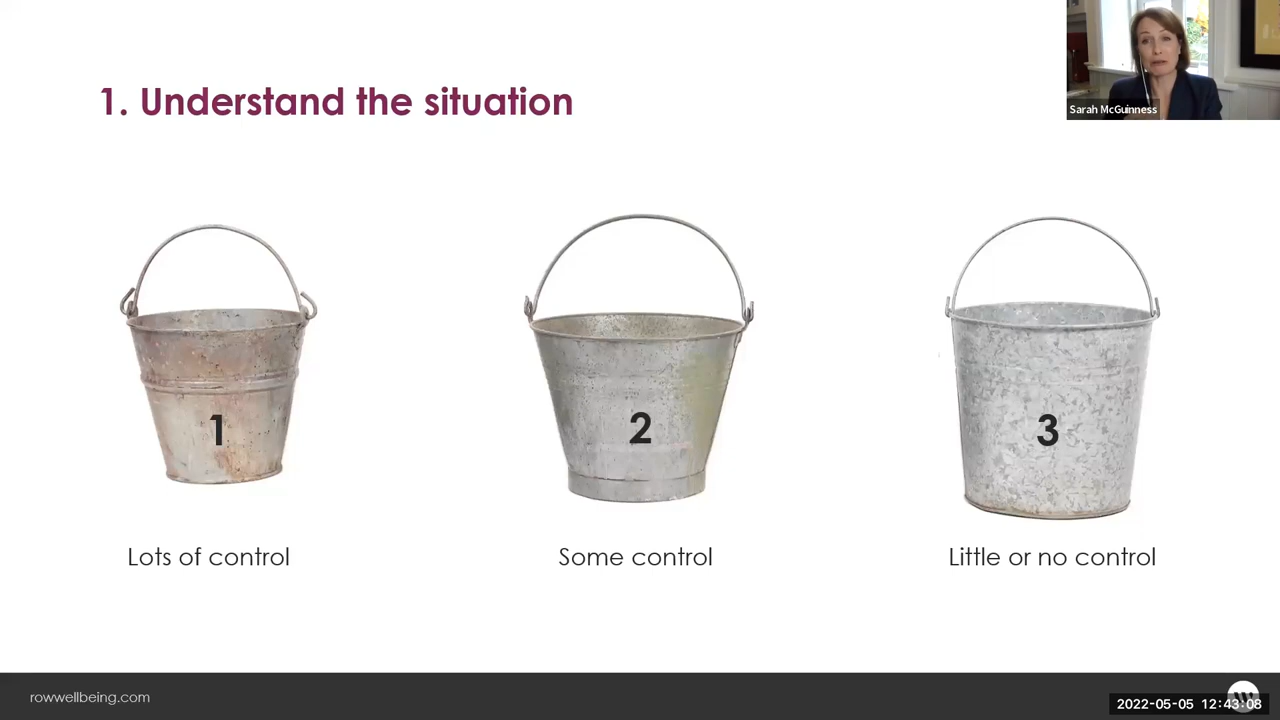 1. Understand the situation
Sarah McGuinness
1
2
3
Lots of control
Some control
Little or no control
rowwellbeing.com
2022-05-05 12:43:08